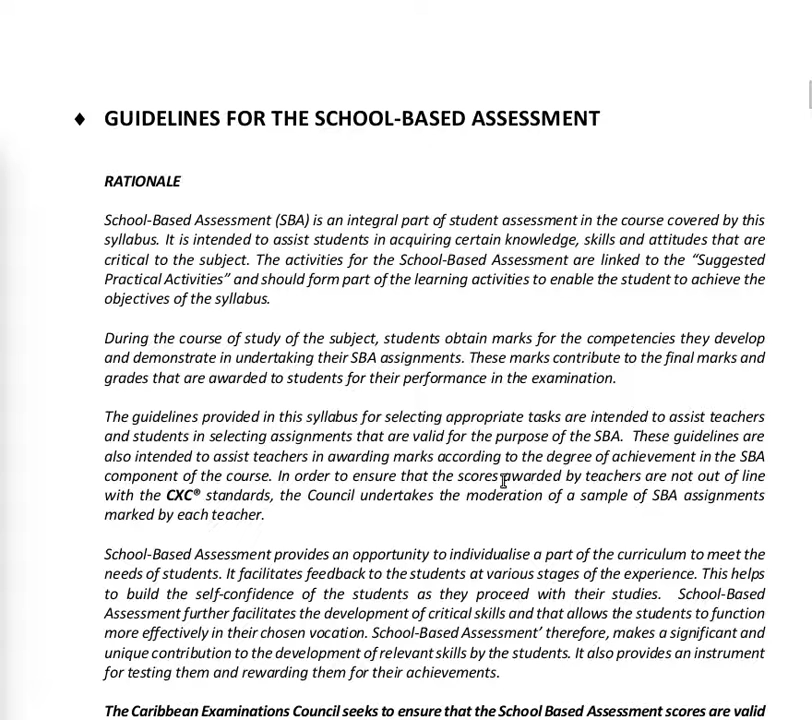 ♦ GUIDELINES FOR THE SCHOOL-BASED ASSESSMENT
RATIONALE
School-Based Assessment (SBA) is an integral part of student assessment in the course covered by this
syllabus. It is intended to assist students in acquiring certain knowledge, skills and attitudes that are
critical to the subject. The activities for the School-Based Assessment are linked to the “Suggested
Practical Activities” and should form part of the learning activities to enable the student to achieve the
objectives of the syllabus.
During the course of study of the subject, students obtain marks for the competencies they develop
and demonstrate in undertaking their SBA assignments. These marks contribute to the final marks and
grades that are awarded to students for their performance in the examination.
The guidelines provided in this syllabus for selecting appropriate tasks are intended to assist teachers
and students in selecting assignments that are valid for the purpose of the SBA. These guidelines are
also intended to assist teachers in awarding marks according to the degree of achievement in the SBA
component of the course. In order to ensure that the scores awarded by teachers are not out of line
with the CXC® standards, the Council undertakes the moderation of a sample of SBA assignments
marked by each teacher.
School-Based Assessment provides an opportunity to individualise a part of the curriculum to meet the
needs of students. It facilitates feedback to the students at various stages of the experience. This helps
to build the self-confidence of the students as they proceed with their studies. School-Based
Assessment further facilitates the development of critical skills and that allows the students to function
more effectively in their chosen vocation. School-Based Assessment’ therefore, makes a significant and
unique contribution to the development of relevant skills by the students. It also provides an instrument
for testing them and rewarding them for their achievements.
The Caribbean Examinations Council seeks to ensure that the School Based Assessment scores are valid